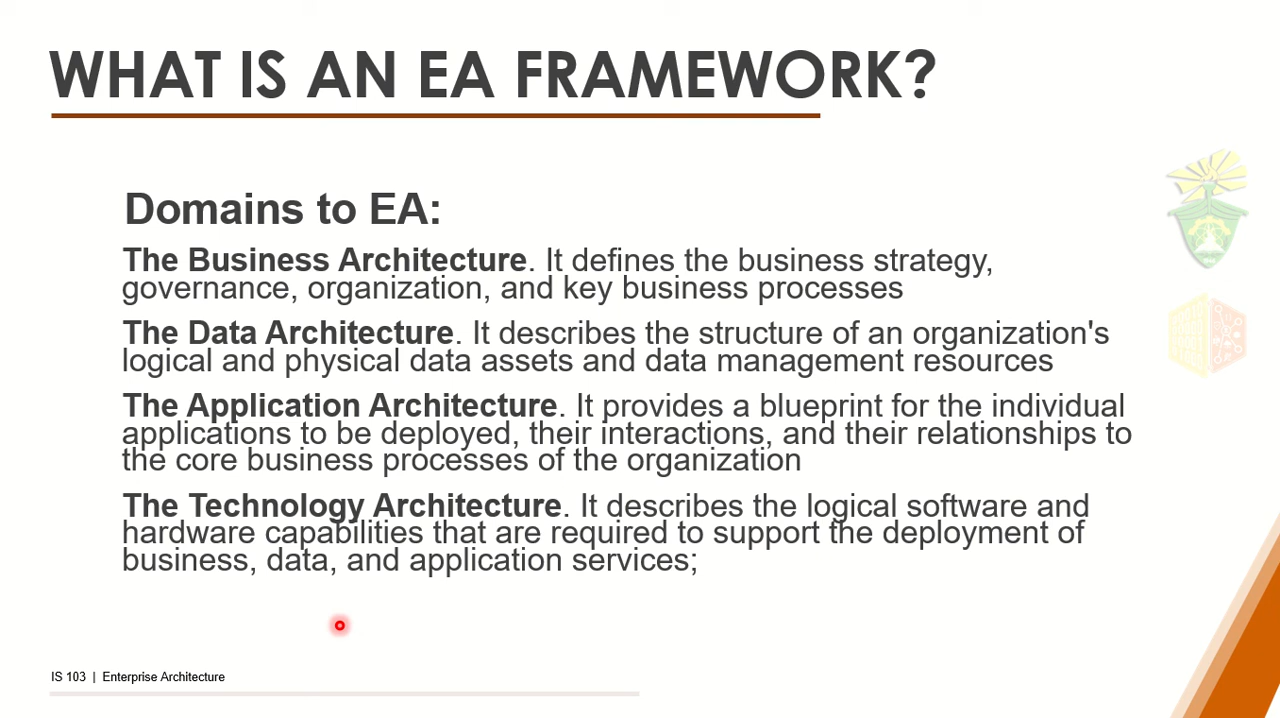 WHAT IS AN EA FRAMEWORK?
Domains to EA:
The Business Architecture. It defines the business strategy,
governance, organization, and key business processes
The Data Architecture. It describes the structure of an organization's
logical and physical data assets and data management resources
The Application Architecture. It provides a blueprint for the individual
applications to be deployed, their interactions, and their relationships to
the core business processes of the organization
The Technology Architecture. It describes the logical software and
hardware capabilities that are required to support the deployment of
business, data, and application services;
IS 103 | Enterprise Architecture